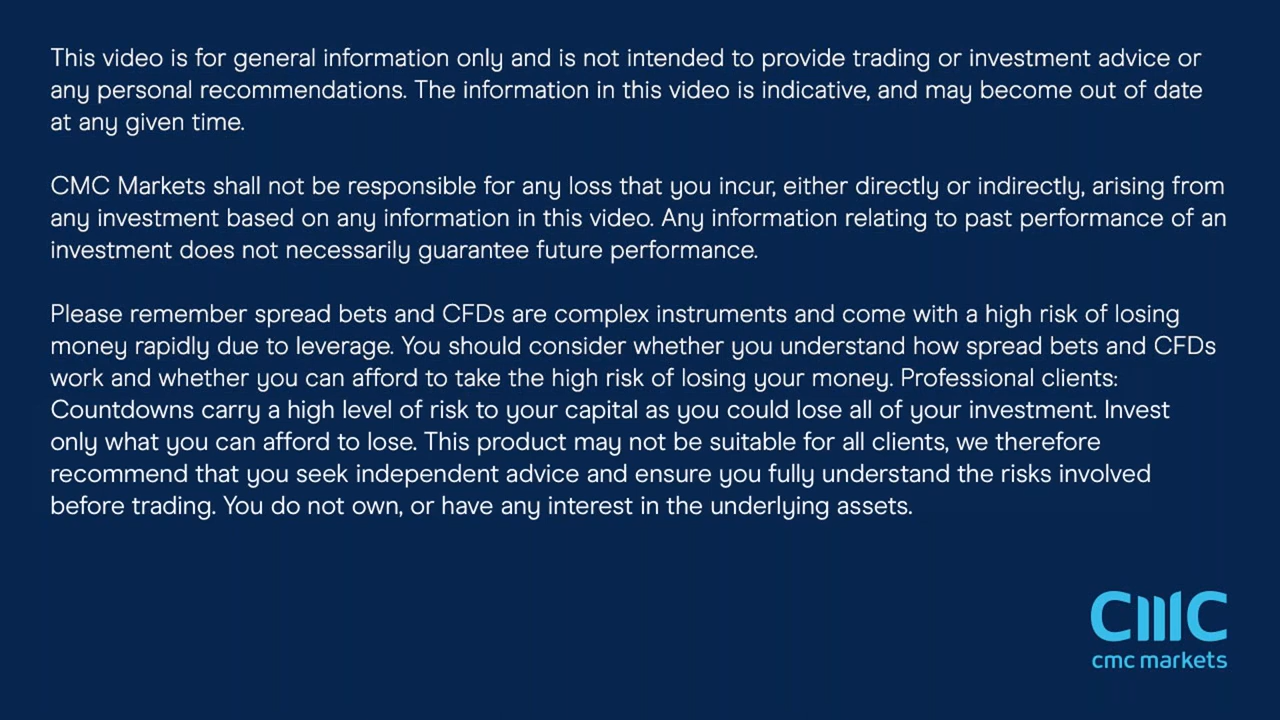 This video is for general information only and is not intended to provide trading or investment advice or
any personal recommendations. The information in this video is indicative, and may become out of date
at any given time.
CMC Markets shall not be responsible for any loss that you incur, either directly or indirectly, arising from
any investment based on any information in this video. Any information relating to past performance of an
investment does not necessarily guarantee future performance.
Please remember spread bets and CFDs are complex instruments and come with a high risk of losing
money rapidly due to leverage. You should consider whether you understand how spread bets and CFDs
work and whether you can afford to take the high risk of losing your money. Professional clients:
Countdowns carry a high level of risk to your capital as you could lose all of your investment. Invest
only what you can afford to lose. This product may not be suitable for all clients, we therefore
recommend that you seek independent advice and ensure you fully understand the risks involved
before trading. You do not own, or have any interest in the underlying assets.
CMC
cmc markets